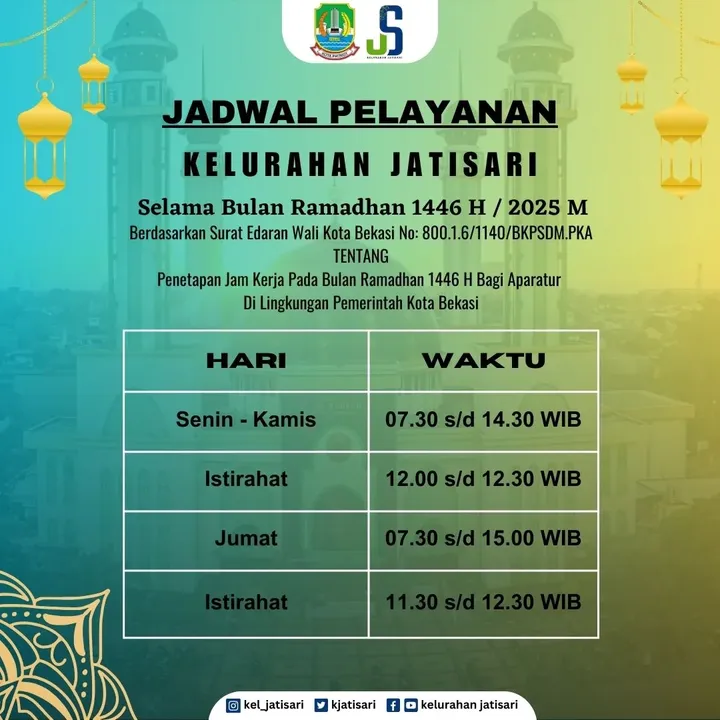 KELURAHAN JATISARI
JADWAL PELAYANAN
KELURAHAN JATISARI
Selama Bulan Ramadhan 1446 H / 2025 M
Berdasarkan Surat Edaran Wali Kota Bekasi No: 800.1.6/1140/BKPSDM.PKA
TENTANG
Penetapan Jam Kerja Pada Bulan Ramadhan 1446 H Bagi Aparatur
Di Lingkungan Pemerintah Kota Bekasi
HARI WAKTU
Senin - Kamis 07.30 s/d 14.30 WIB
Istirahat 12.00 s/d 12.30 WIB
Jumat 07.30 s/d 15.00 WIB
Istirahat 11.30 s/d 12.30 WIB
kel_jatisari kjatisari kelurahan jatisari